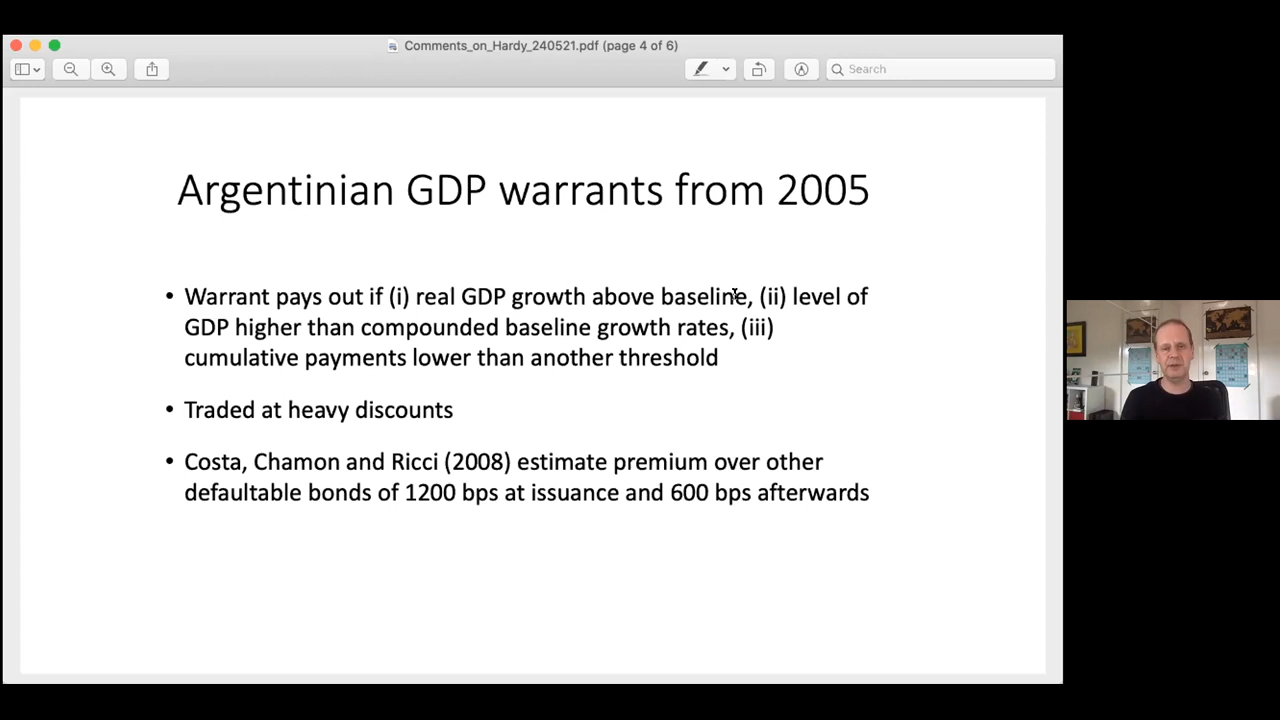 Comments_on_Hardy_240521.pdf (page 4 of 6)
Search
Argentinian GDP warrants from 2005
• Warrant pays out if (i) real GDP growth above baseline, (ii) level of
GDP higher than compounded baseline growth rates, (iii)
cumulative payments lower than another threshold
• Traded at heavy discounts
• Costa, Chamon and Ricci (2008) estimate premium over other
defaultable bonds of 1200 bps at issuance and 600 bps afterwards